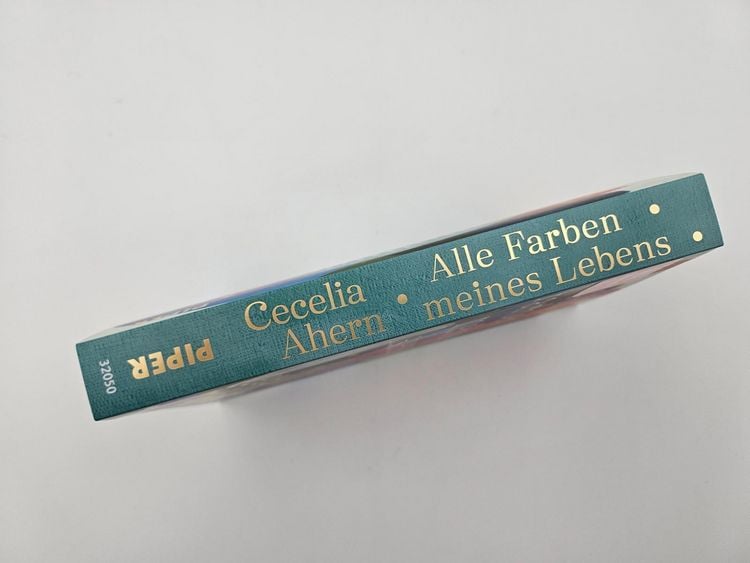 Cecelia
Ahern
•
Alle Farben •
meines Lebens •
PIPER
32050